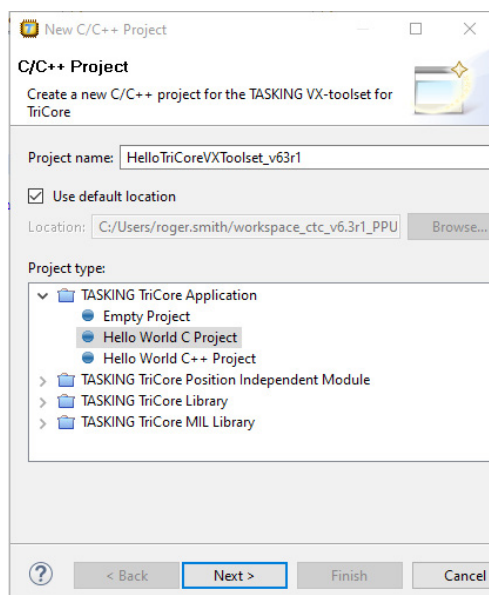 New C/C++ Project
C/C++ Project
Create a new C/C++ project for the TASKING VX-toolset for
TriCore
Project name: HelloTriCoreVXToolset_v63r1
Use default location
Location: C:/Users/roger.smith/workspace_ctc_v6.3r1_PPU Browse...
Project type:
TASKING TriCore Application
Empty Project
Hello World C Project
Hello World C++ Project
TASKING TriCore Position Independent Module
TASKING TriCore Library
TASKING TriCore MIL Library
? < Back Next > Finish Cancel